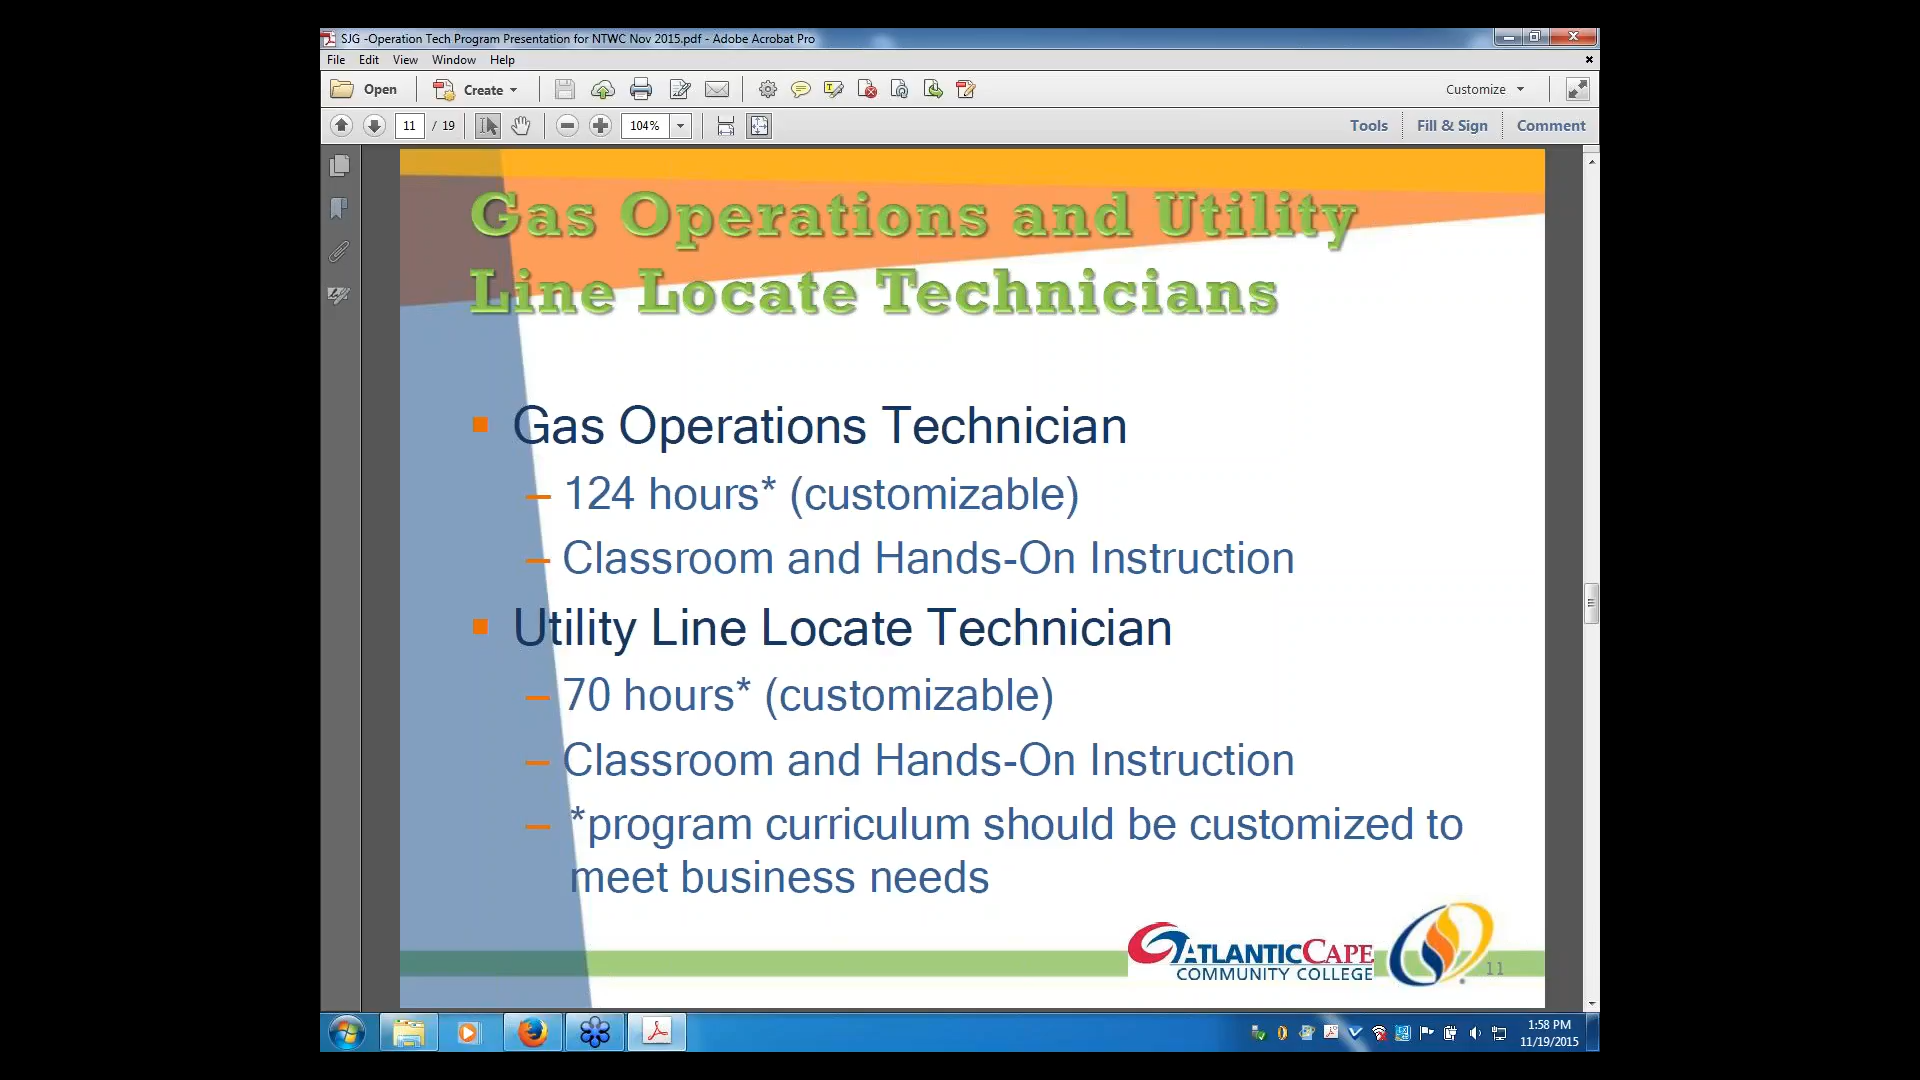 SJG -Operation Tech Program Presentation for NTWC Nov 2015.pdf - Adobe Acrobat Pro
File Edit View Window Help
Open Create Customize
11 / 19 104% Tools Fill & Sign Comment
Gas Operations and Utility
Line Locate Technicians
Gas Operations Technician
– 124 hours* (customizable)
– Classroom and Hands-On Instruction
Utility Line Locate Technician
– 70 hours* (customizable)
– Classroom and Hands-On Instruction
– *program curriculum should be customized to
meet business needs
ATLANTICCAPE
COMMUNITY COLLEGE
11
1:58 PM
11/19/2015